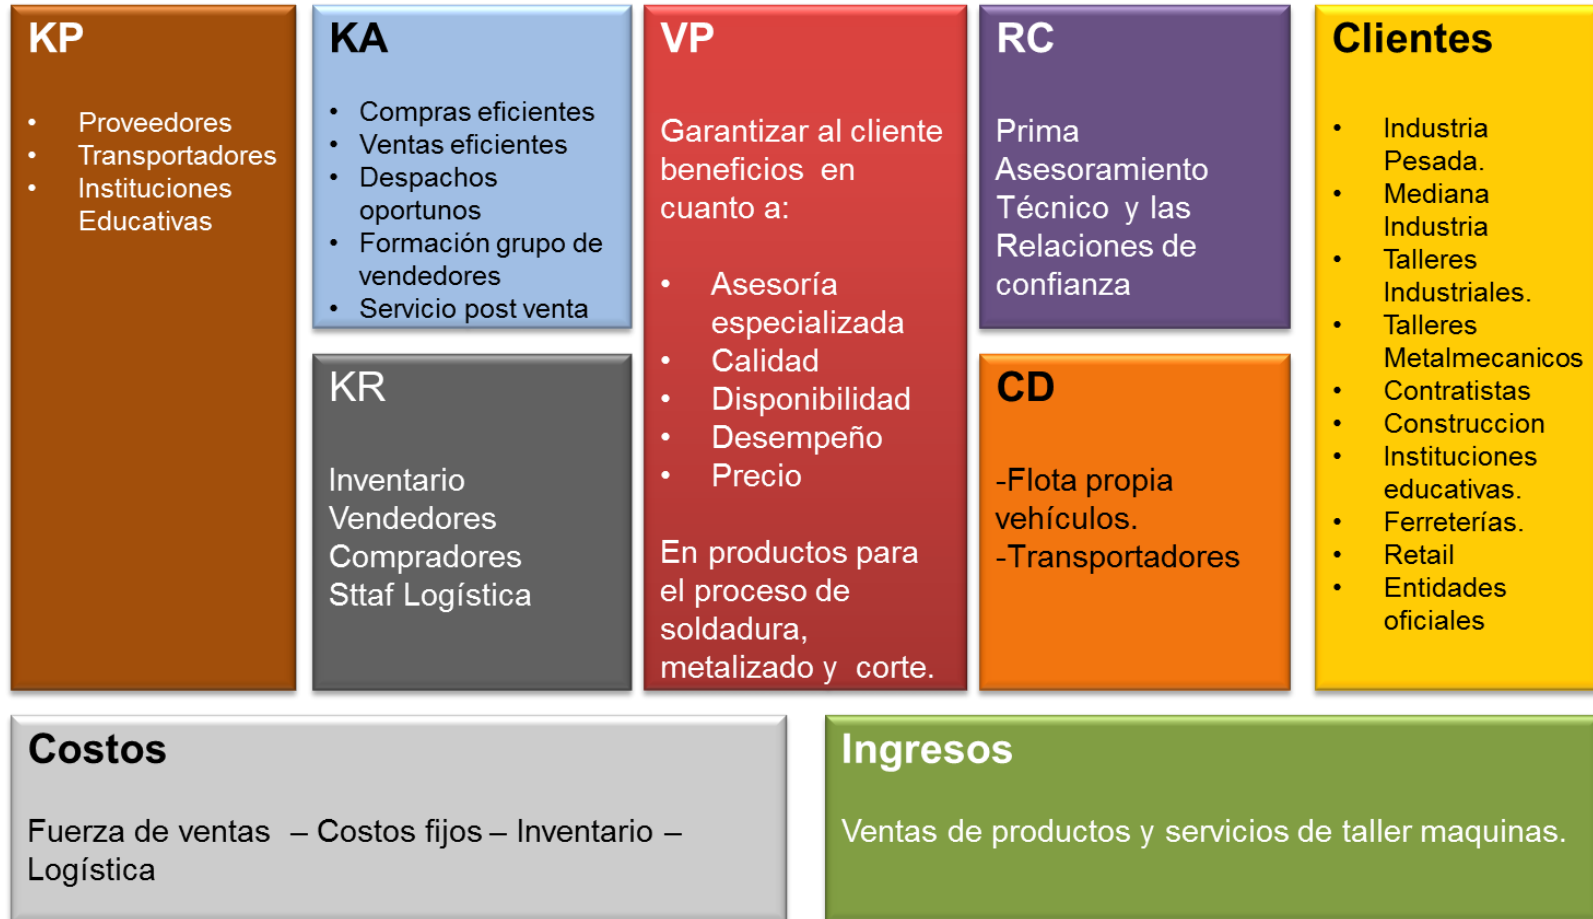 KP
• Proveedores
• Transportadores
• Instituciones
Educativas
KA
• Compras eficientes
• Ventas eficientes
• Despachos
oportunos
• Formación grupo de
vendedores
• Servicio post venta
KR
Inventario
Vendedores
Compradores
Sttaf Logística
VP
Garantizar al cliente
beneficios en
cuanto a:
• Asesoría
especializada
• Calidad
• Disponibilidad
• Desempeño
• Precio
En productos para
el proceso de
soldadura,
metalizado y corte.
RC
Prima
Asesoramiento
Técnico y las
Relaciones de
confianza
CD
-Flota propia
vehículos.
-Transportadores
Clientes
• Industria
Pesada.
• Mediana
Industria
• Talleres
Industriales.
• Talleres
Metalmecanicos
• Contratistas
• Construccion
• Instituciones
educativas.
• Ferreterías.
• Retail
• Entidades
oficiales
Costos
Fuerza de ventas – Costos fijos – Inventario –
Logística
Ingresos
Ventas de productos y servicios de taller maquinas.